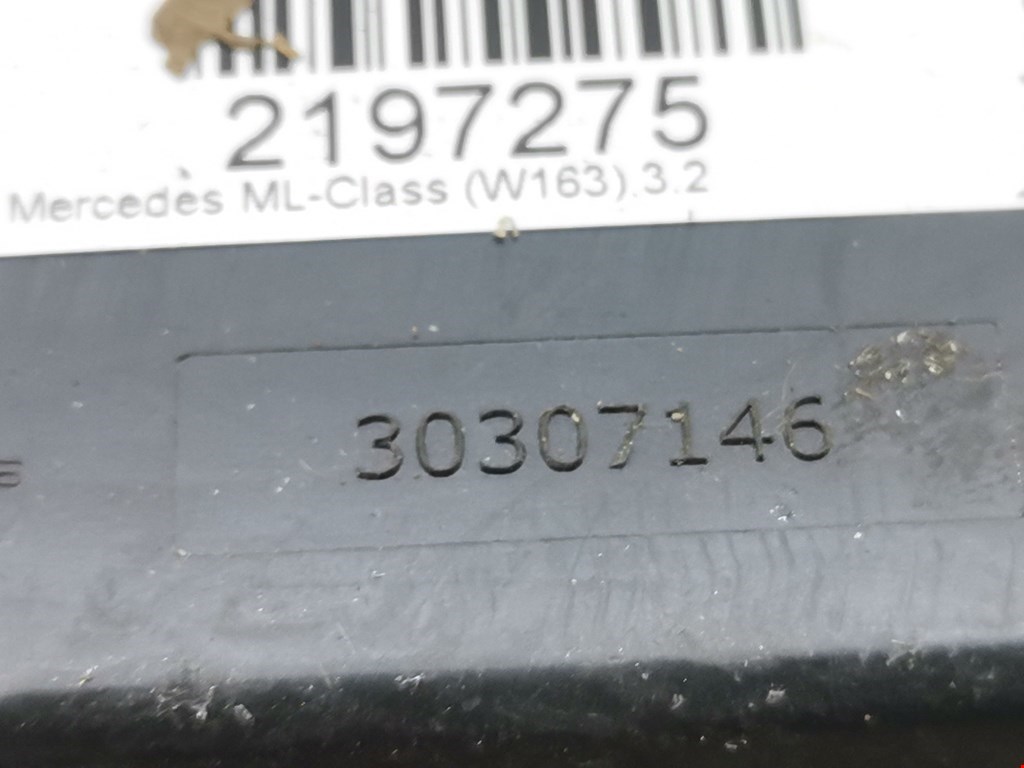 2197275
Mercedes ML-Class (W163) 3.2
30307146